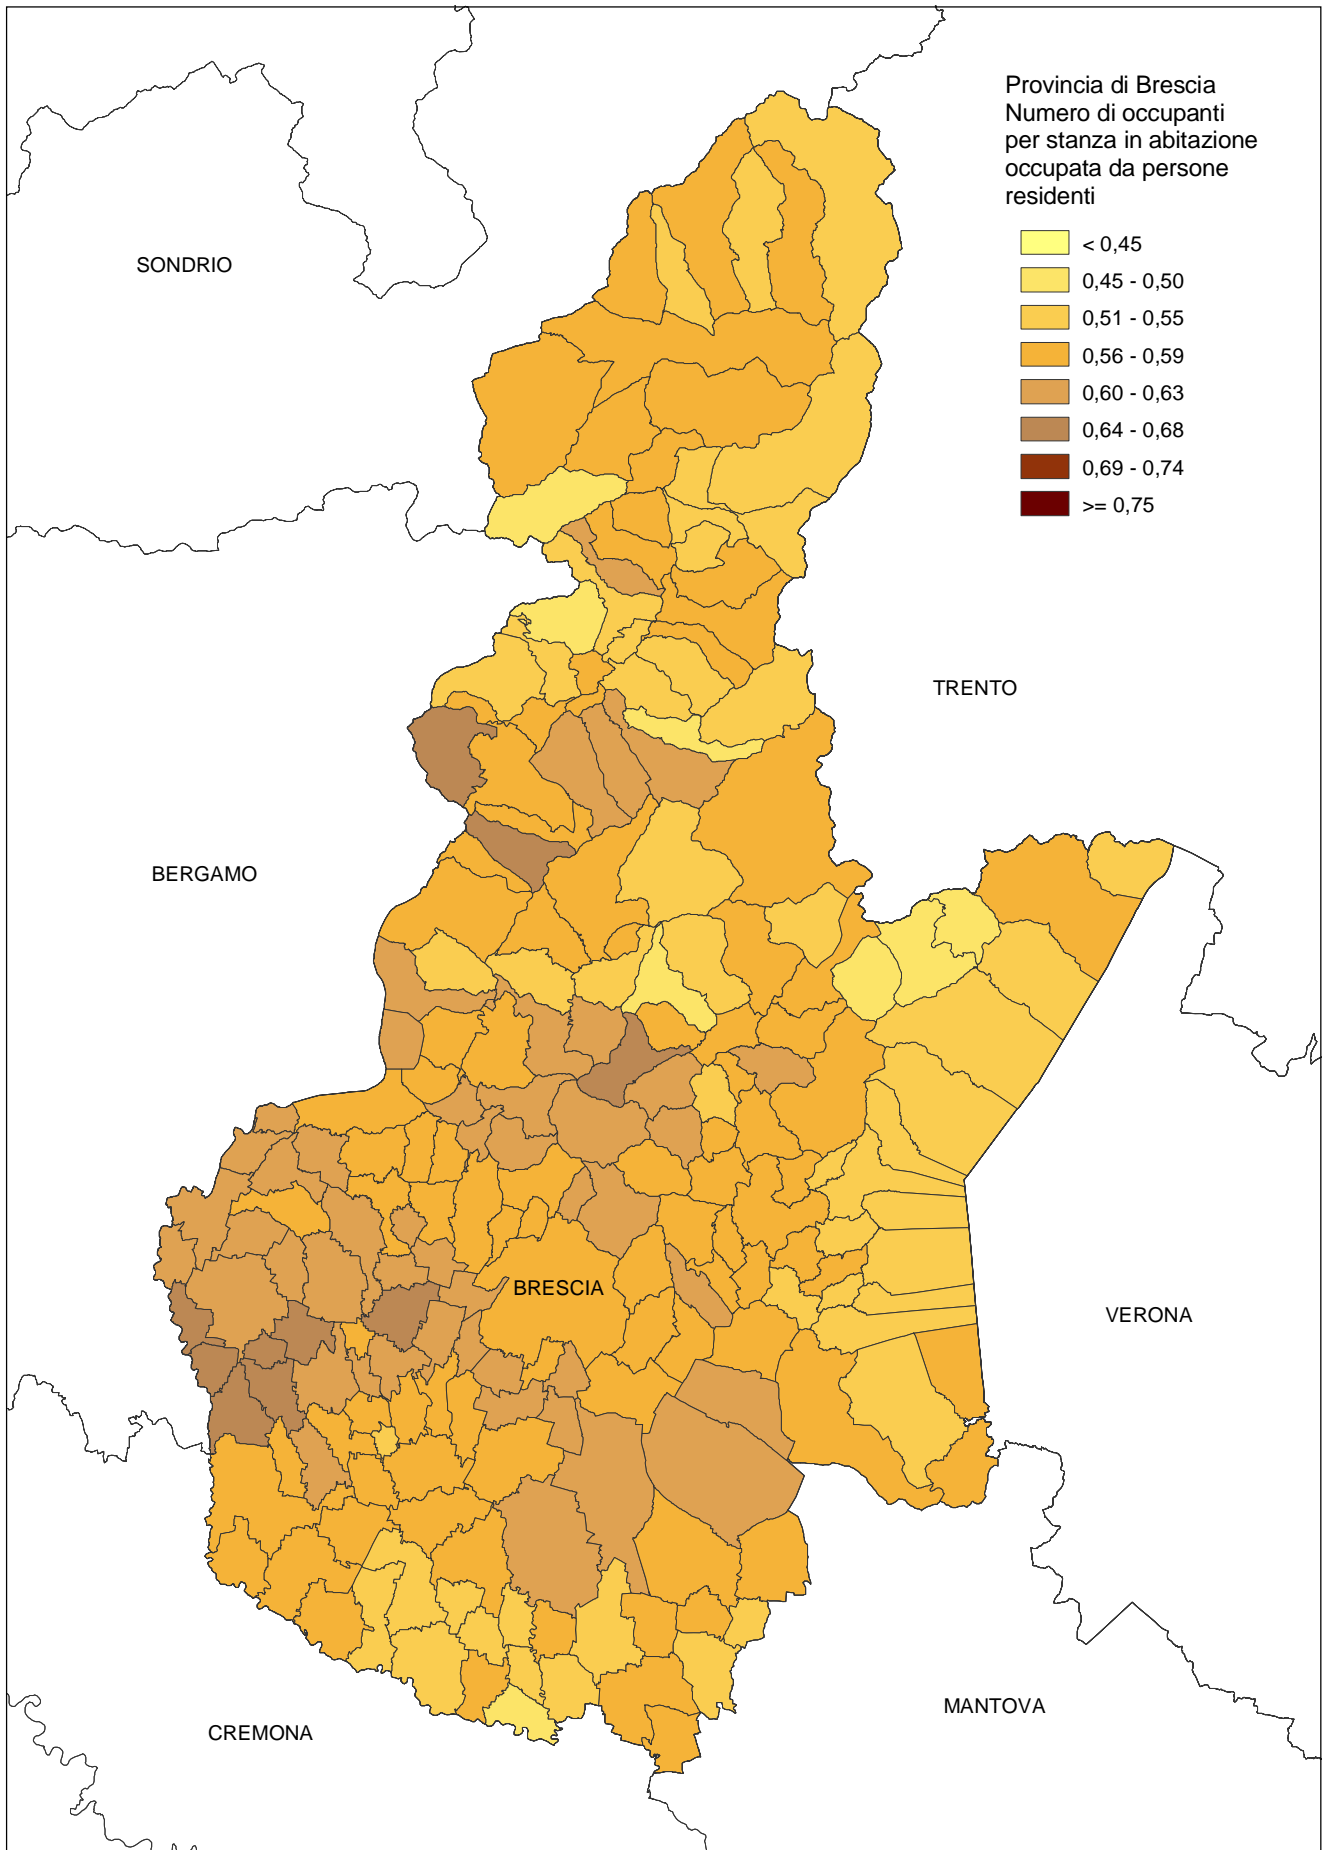 Provincia di Brescia
Numero di occupanti
per stanza in abitazione
occupata da persone
residenti
< 0,45
0,45 - 0,50
0,51 - 0,55
0,56 - 0,59
0,60 - 0,63
0,64 - 0,68
0,69 - 0,74
>= 0,75
SONDRIO
TRENTO
BERGAMO
BRESCIA
VERONA
MANTOVA
CREMONA